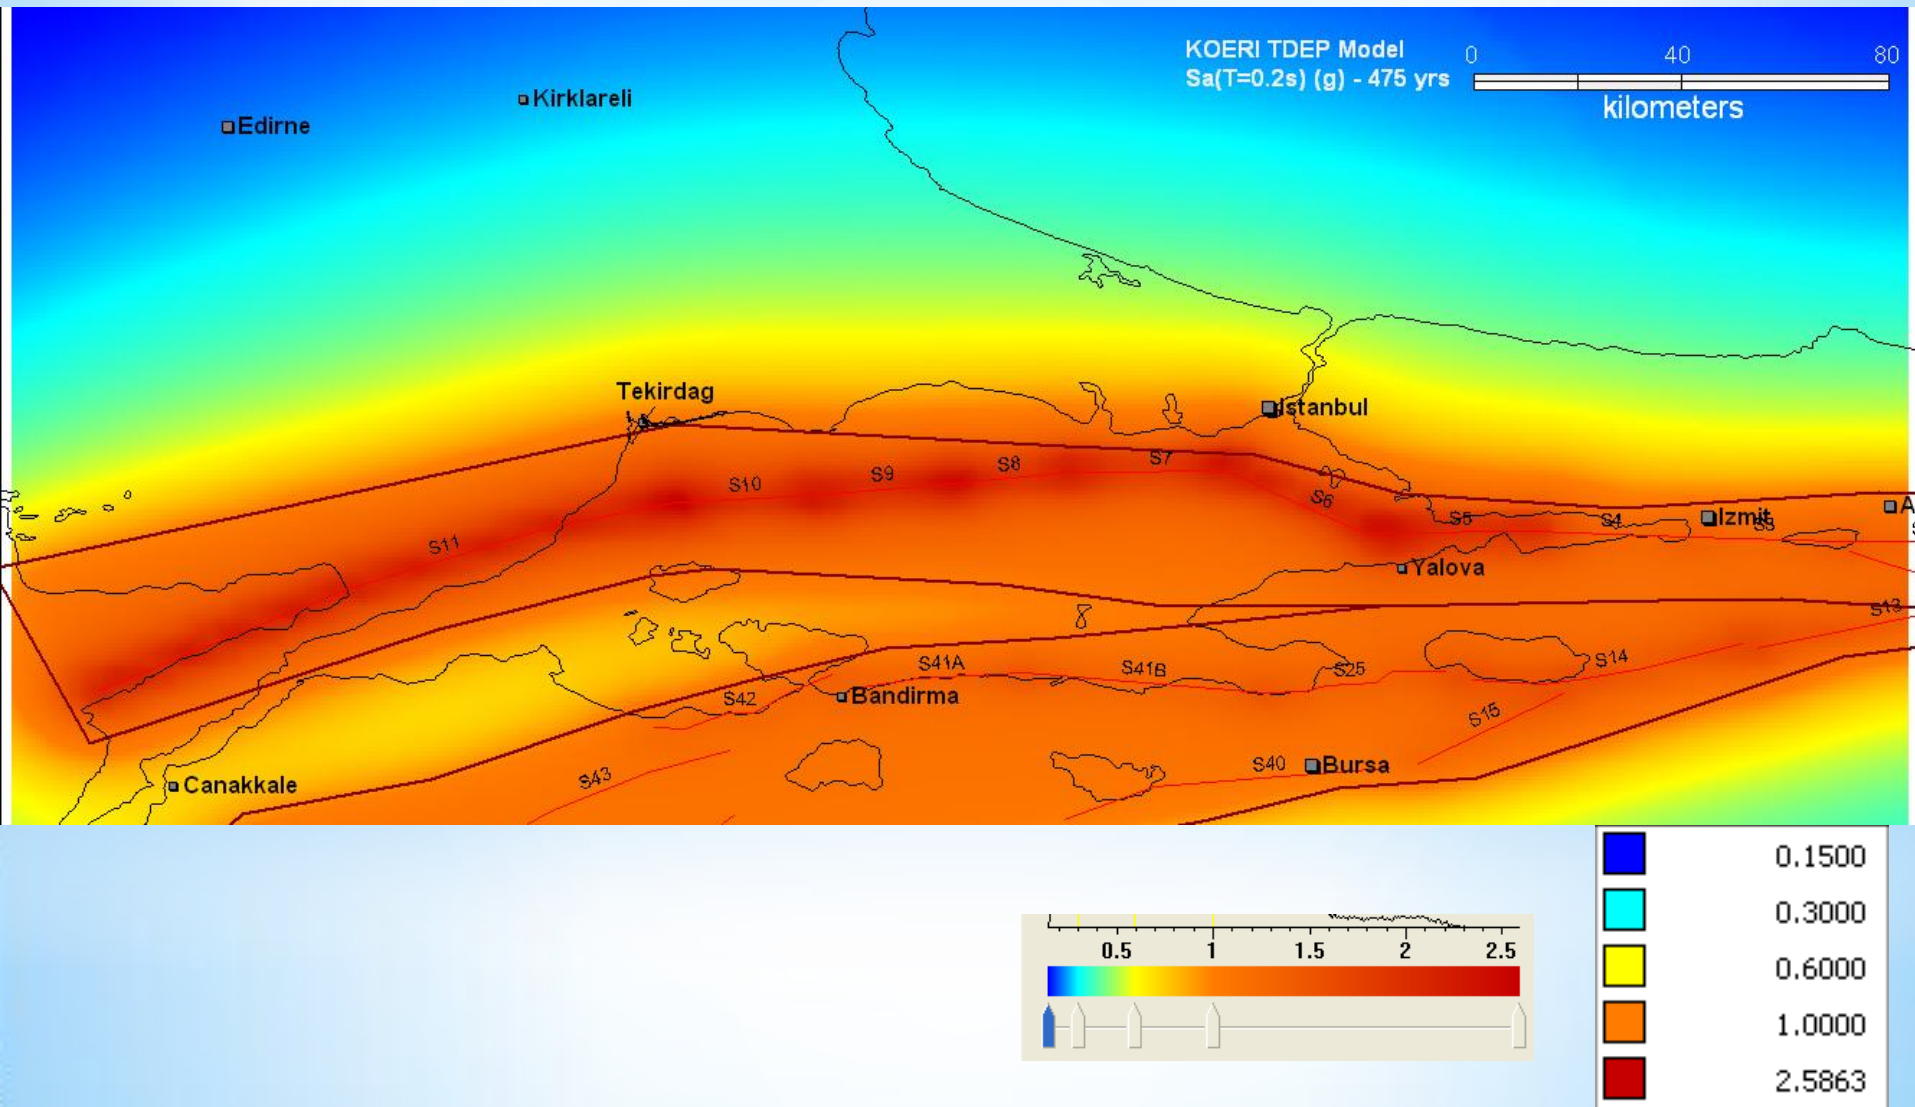 KOERI TDEP Model
Sa(T=0.2s) (g) - 475 yrs
0 40 80
kilometers
Kirklareli
Edirne
Tekirdag
Istanbul
S7
S8
S9
S10
S6
S5
S4
Izmit
S3
A
S11
Yalova
S13
S41A
S41B
S25
S14
S42
Bandirma
S15
S43
S40
Bursa
Canakkale
0.5 1 1.5 2 2.5
0.1500
0.3000
0.6000
1.0000
2.5863